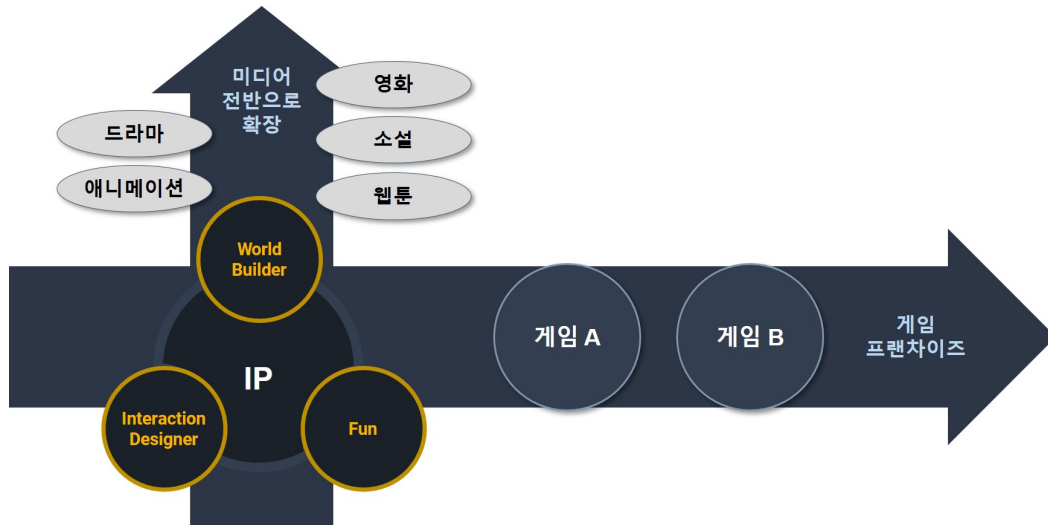 미디어
전반으로
확장
영화
드라마
소설
애니메이션
웹툰
World
Builder
IP
Interaction
Designer
Fun
게임 A
게임 B
게임
프랜차이즈